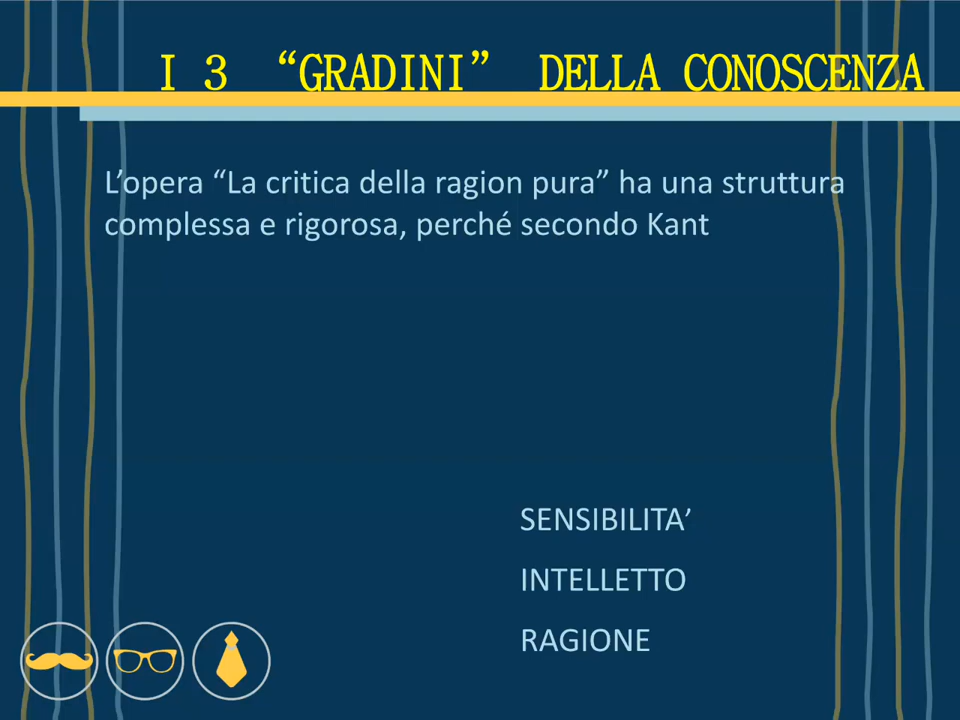 I 3 “GRADINI” DELLA CONOSCENZA
L’opera “La critica della ragion pura” ha una struttura
complessa e rigorosa, perché secondo Kant
SENSIBILITA’
INTELLETTO
RAGIONE